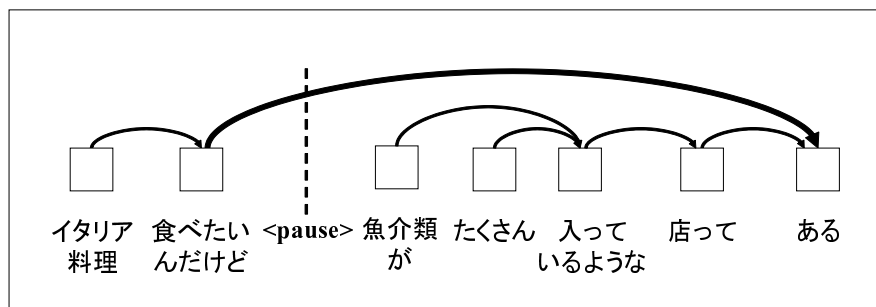 イタリア 食べたい <pause> 魚介類 たくさん 入って 店って ある
料理 んだけど が いるような